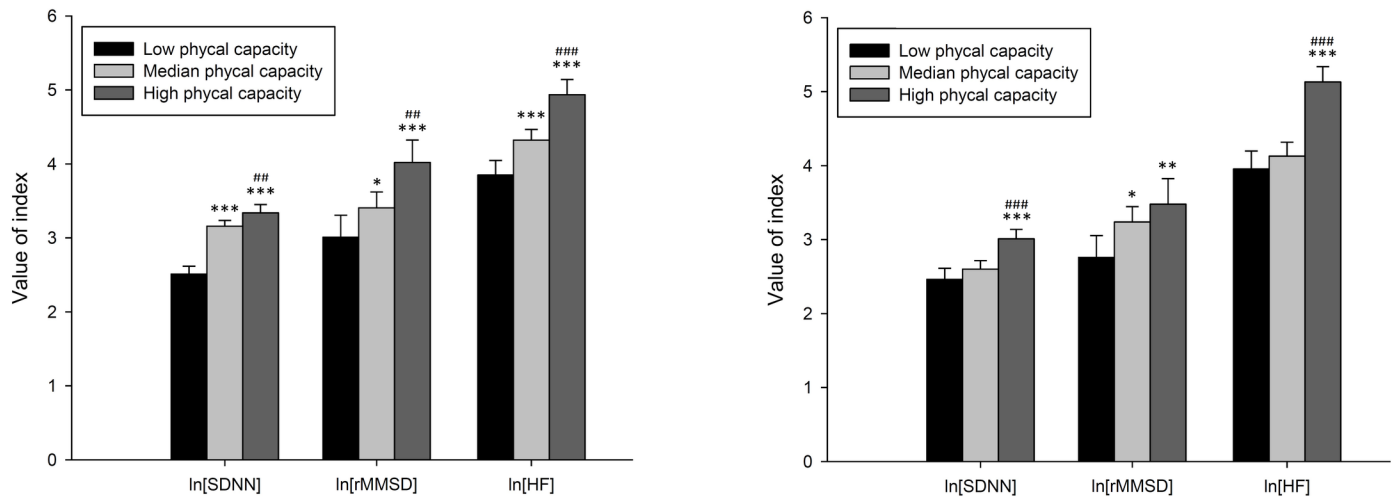 6
5
4
3
2
1
0
Value of index
Low phycal capacity
Median phycal capacity
High phycal capacity
***
##
***
*
##
***
***
###
***
ln[SDNN]
ln[rMMSD]
ln[HF]
6
5
4
3
2
1
0
Value of index
Low phycal capacity
Median phycal capacity
High phycal capacity
###
***
*
**
###
***
ln[SDNN]
ln[rMMSD]
ln[HF]